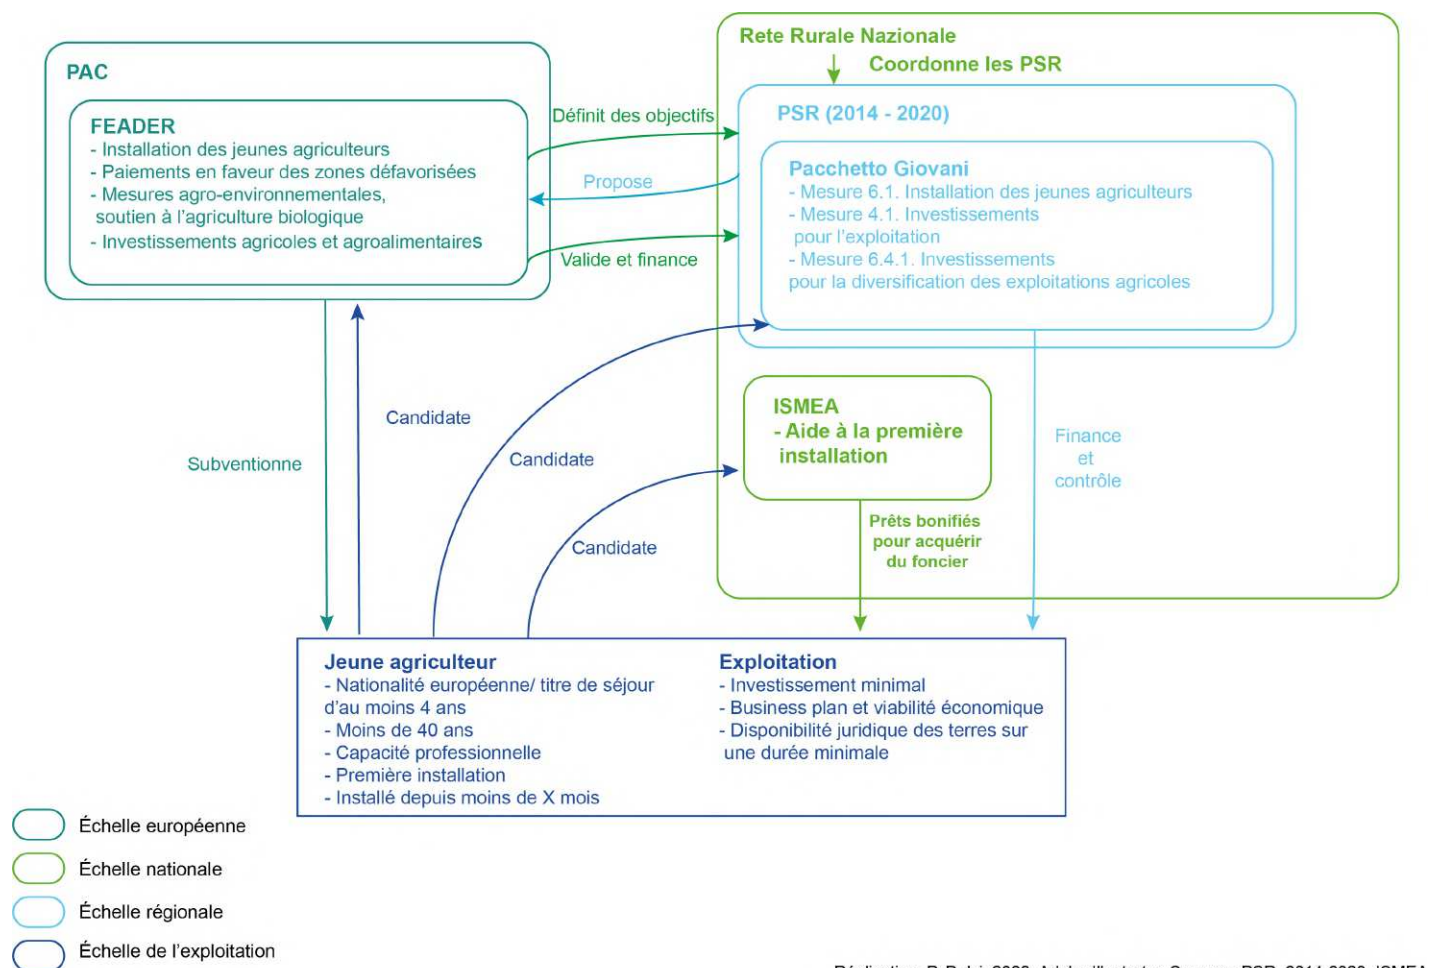 Rete Rurale Nazionale
Coordonne les PSR
PAC
FEADER
- Installation des jeunes agriculteurs
- Paiements en faveur des zones défavorisées
- Mesures agro-environnementales,
soutien à l'agriculture biologique
- Investissements agricoles et agroalimentaires
Définit des objectifs
Propose
Valide et finance
PSR (2014 - 2020)
Pacchetto Giovani
- Mesure 6.1. Installation des jeunes agriculteurs
- Mesure 4.1. Investissements
pour l'exploitation
- Mesure 6.4.1. Investissements
pour la diversification des exploitations agricoles
ISMEA
- Aide à la première
installation
Candidate
Candidate
Candidate
Subventionne
Finance
et
contrôle
Prêts bonifiés
pour acquérir
du foncier
Jeune agriculteur
- Nationalité européenne/ titre de séjour
d'au moins 4 ans
- Moins de 40 ans
- Capacité professionnelle
- Première installation
- Installé depuis moins de X mois
Exploitation
- Investissement minimal
- Business plan et viabilité économique
- Disponibilité juridique des terres sur
une durée minimale
Échelle européenne
Échelle nationale
Échelle régionale
Échelle de l'exploitation